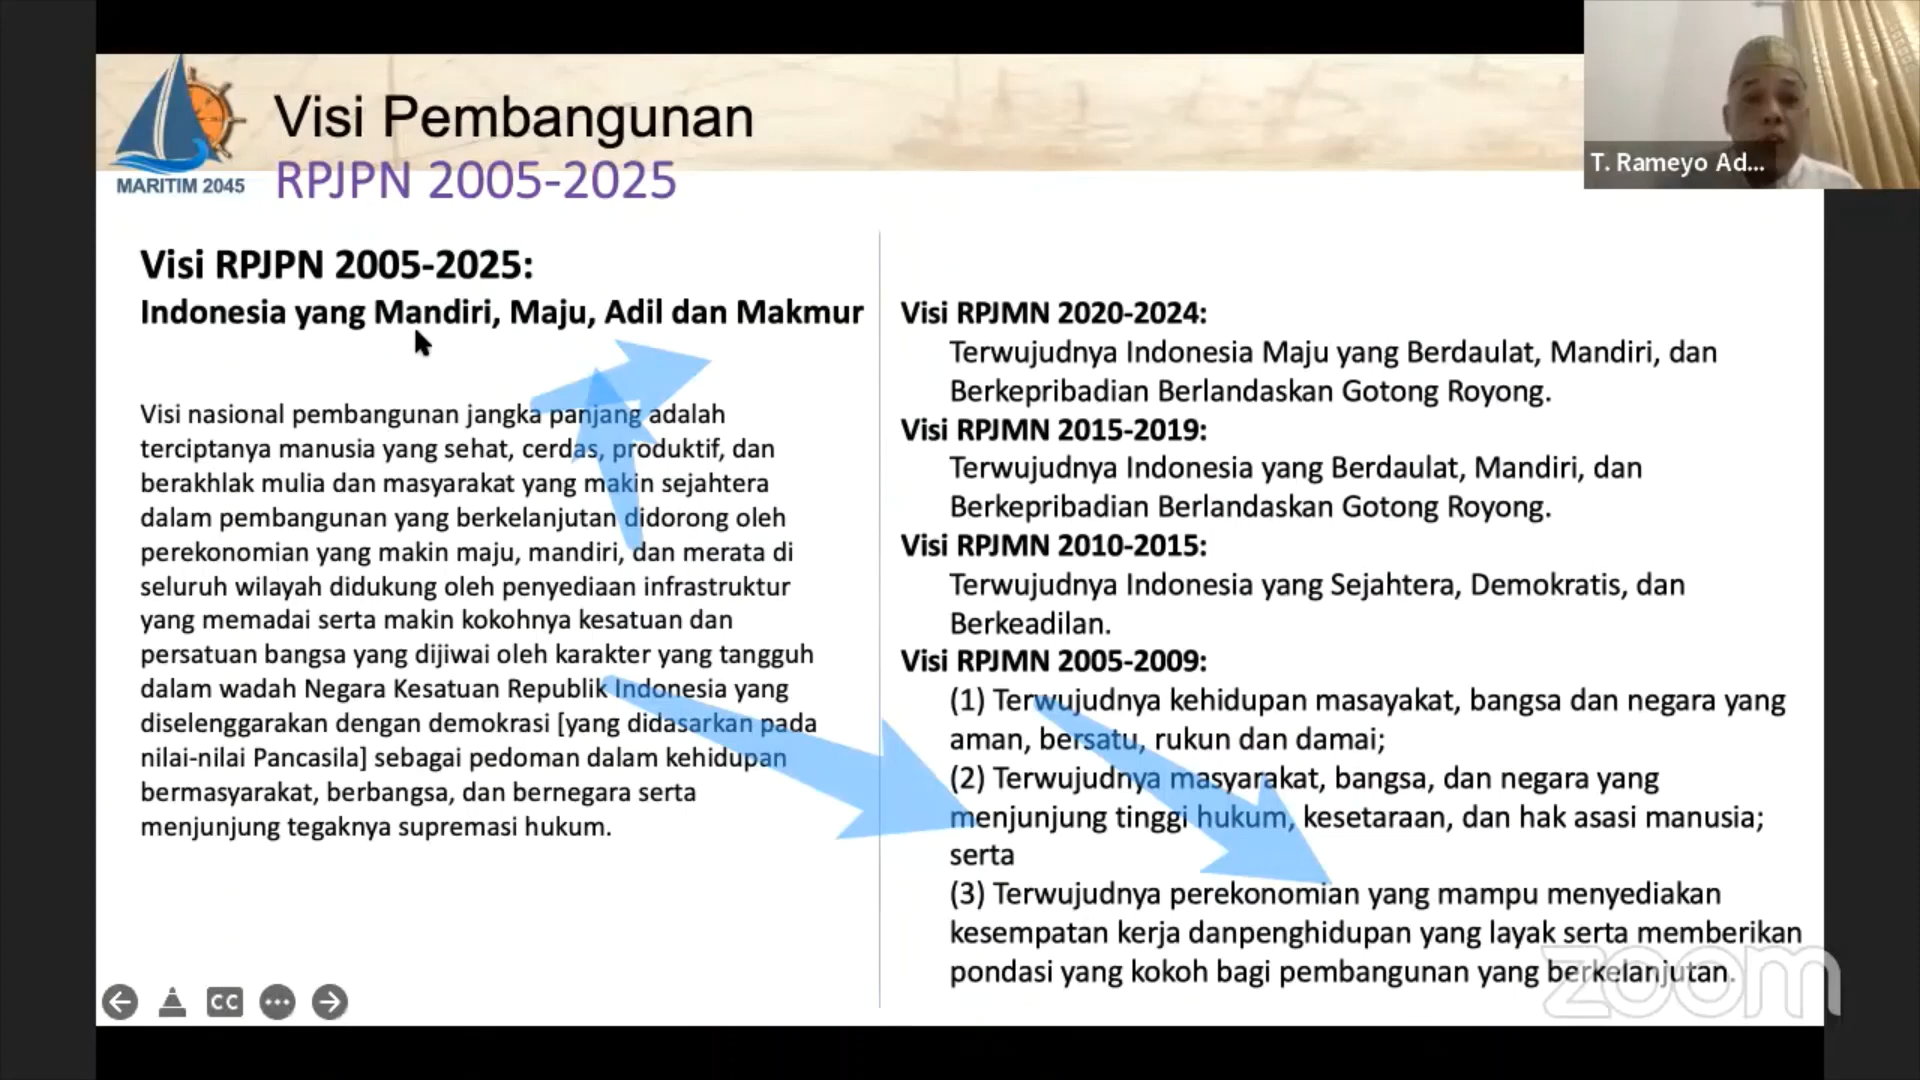 Visi Pembangunan
RPJPN 2005-2025
MARITIM 2045
T. Rameyo Ad...
Visi RPJPN 2005-2025:
Indonesia yang Mandiri, Maju, Adil dan Makmur
Visi nasional pembangunan jangka panjang adalah
terciptanya manusia yang sehat, cerdas, produktif, dan
berakhlak mulia dan masyarakat yang makin sejahtera
dalam pembangunan yang berkelanjutan didorong oleh
perekonomian yang makin maju, mandiri, dan merata di
seluruh wilayah didukung oleh penyediaan infrastruktur
yang memadai serta makin kokohnya kesatuan dan
persatuan bangsa yang dijiwai oleh karakter yang tangguh
dalam wadah Negara Kesatuan Republik Indonesia yang
diselenggarakan dengan demokrasi [yang didasarkan pada
nilai-nilai Pancasila] sebagai pedoman dalam kehidupan
bermasyarakat, berbangsa, dan bernegara serta
menjunjung tegaknya supremasi hukum.
Visi RPJMN 2020-2024:
Terwujudnya Indonesia Maju yang Berdaulat, Mandiri, dan
Berkepribadian Berlandaskan Gotong Royong.
Visi RPJMN 2015-2019:
Terwujudnya Indonesia yang Berdaulat, Mandiri, dan
Berkepribadian Berlandaskan Gotong Royong.
Visi RPJMN 2010-2015:
Terwujudnya Indonesia yang Sejahtera, Demokratis, dan
Berkeadilan.
Visi RPJMN 2005-2009:
(1) Terwujudnya kehidupan masayakat, bangsa dan negara yang
aman, bersatu, rukun dan damai;
(2) Terwujudnya masyarakat, bangsa, dan negara yang
menjunjung tinggi hukum, kesetaraan, dan hak asasi manusia;
serta
(3) Terwujudnya perekonomian yang mampu menyediakan
kesempatan kerja danpenghidupan yang layak serta memberikan
pondasi yang kokoh bagi pembangunan yang berkelanjutan.
CC
zoom